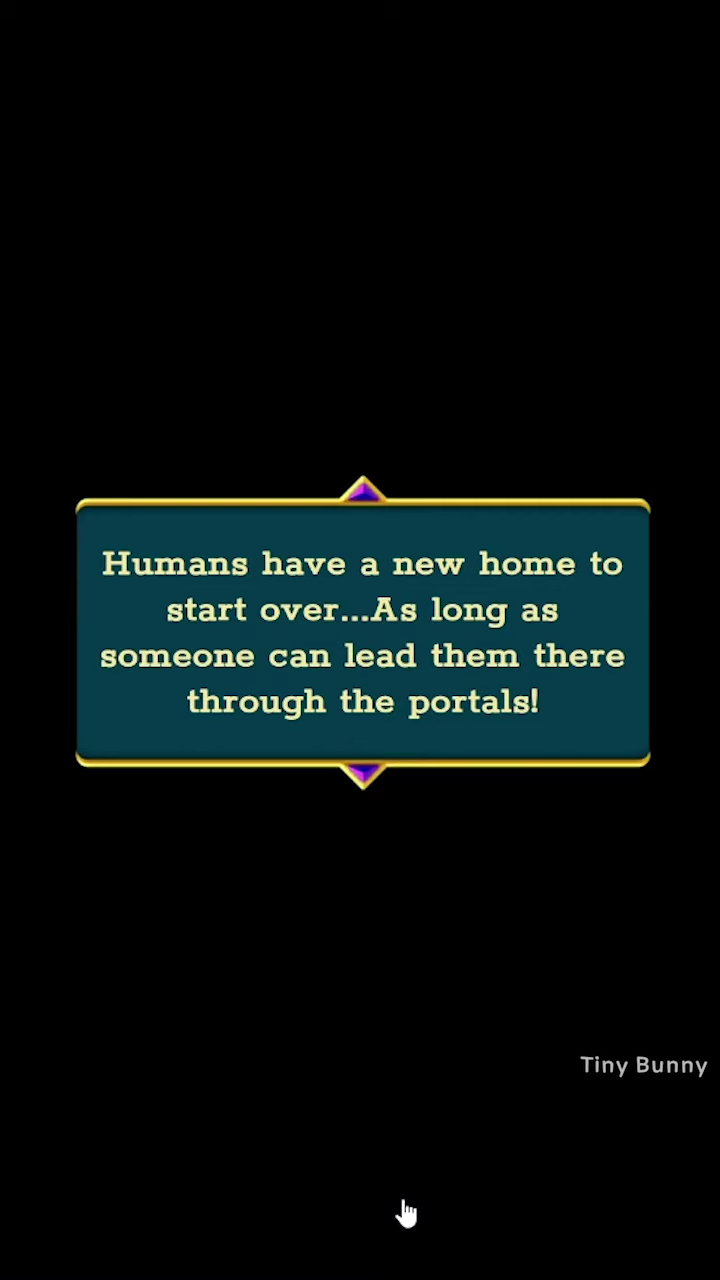 Humans have a new home to
start over...As long as
someone can lead them there
through the portals!
Tiny Bunny